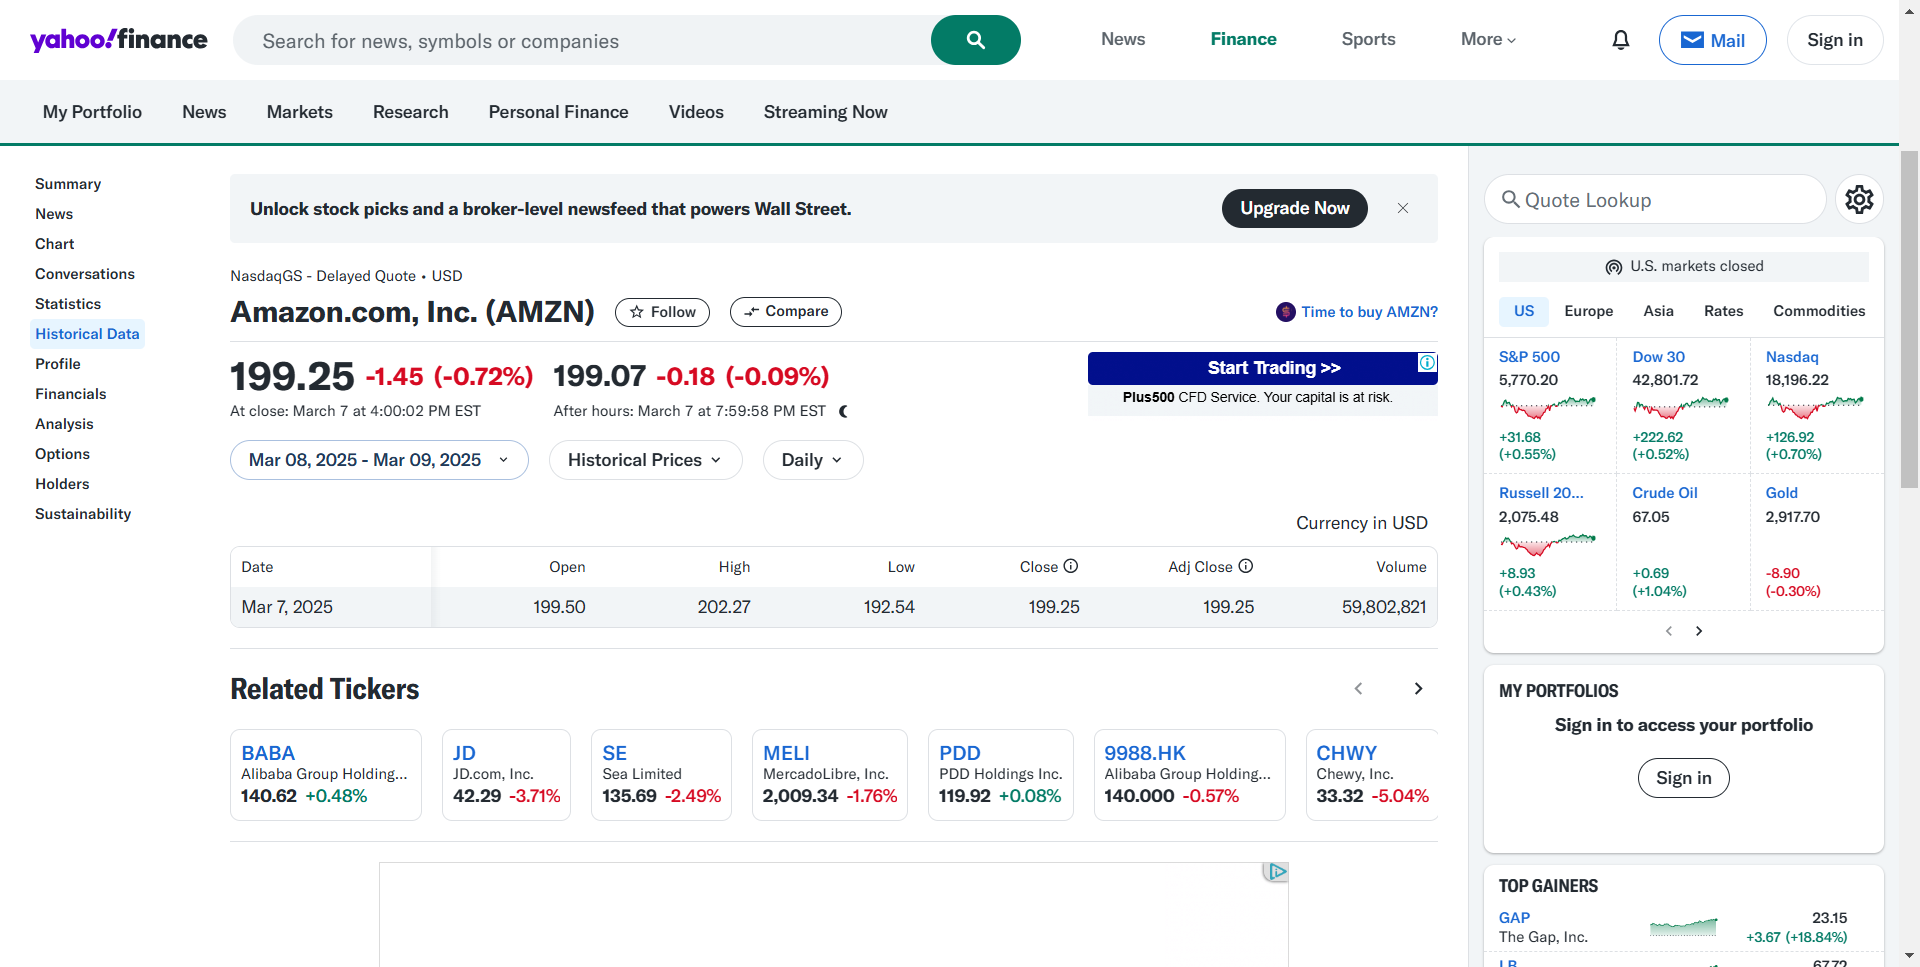 yahoo!finance
Search for news, symbols or companies
News
Finance
Sports
More
Mail
Sign in
My Portfolio
News
Markets
Research
Personal Finance
Videos
Streaming Now
Summary
News
Chart
Conversations
Statistics
Historical Data
Profile
Financials
Analysis
Options
Holders
Sustainability
Unlock stock picks and a broker-level newsfeed that powers Wall Street.
Upgrade Now
NasdaqGS - Delayed Quote • USD
Amazon.com, Inc. (AMZN)
Follow
Compare
Time to buy AMZN?
199.25 -1.45 (-0.72%)
199.07 -0.18 (-0.09%)
At close: March 7 at 4:00:02 PM EST
After hours: March 7 at 7:59:58 PM EST
Start Trading >>
Plus500 CFD Service. Your capital is at risk.
Mar 08, 2025 - Mar 09, 2025
Historical Prices
Daily
Currency in USD
Date Open High Low Close Adj Close Volume
Mar 7, 2025 199.50 202.27 192.54 199.25 199.25 59,802,821
Related Tickers
BABA
Alibaba Group Holding...
140.62 +0.48%
JD
JD.com, Inc.
42.29 -3.71%
SE
Sea Limited
135.69 -2.49%
MELI
MercadoLibre, Inc.
2,009.34 -1.76%
PDD
PDD Holdings Inc.
119.92 +0.08%
9988.HK
Alibaba Group Holding...
140.000 -0.57%
CHWY
Chewy, Inc.
33.32 -5.04%
Quote Lookup
U.S. markets closed
US
Europe
Asia
Rates
Commodities
S&P 500
5,770.20
+31.68
(+0.55%)
Dow 30
42,801.72
+222.62
(+0.52%)
Nasdaq
18,196.22
+126.92
(+0.70%)
Russell 20...
2,075.48
+8.93
(+0.43%)
Crude Oil
67.05
+0.69
(+1.04%)
Gold
2,917.70
-8.90
(-0.30%)
MY PORTFOLIOS
Sign in to access your portfolio
Sign in
TOP GAINERS
GAP
The Gap, Inc.
23.15
+3.67 (+18.84%)